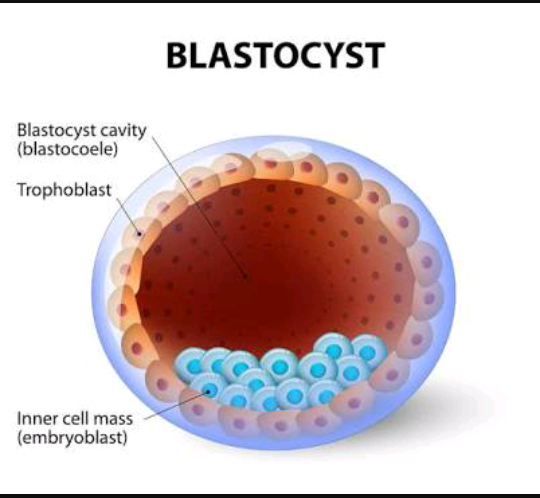 BLASTOCYST
Blastocyst cavity
(blastocoele)
Trophoblast
Inner cell mass
(embryoblast)